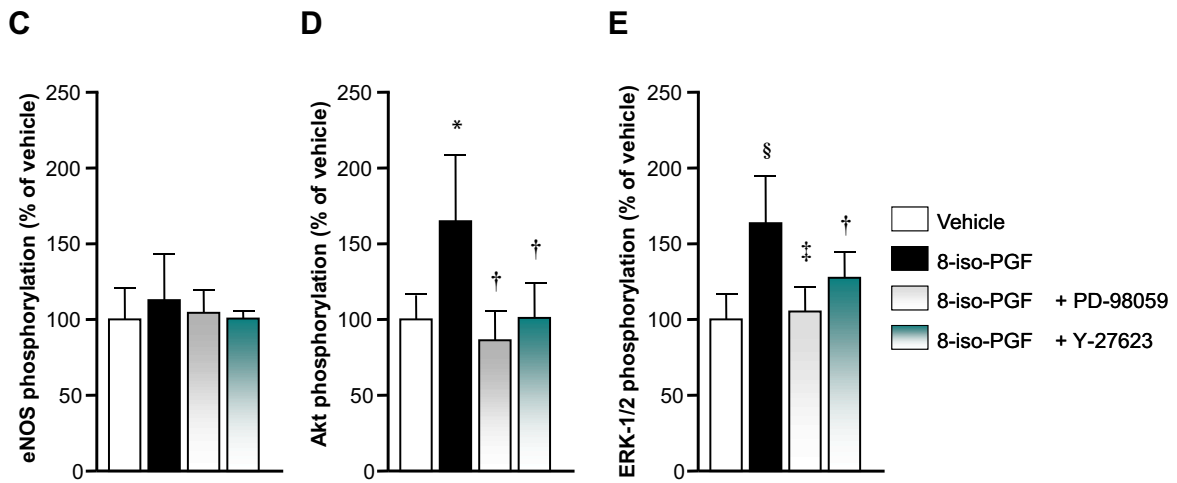 C
D
E
eNOS phosphorylation (% of vehicle)
250
200
150
100
50
0
Akt phosphorylation (% of vehicle)
250
200
150
100
50
0
*
†
†
ERK-1/2 phosphorylation (% of vehicle)
250
200
150
100
50
0
§
‡
†
Vehicle
8-iso-PGF
8-iso-PGF + PD-98059
8-iso-PGF + Y-27623